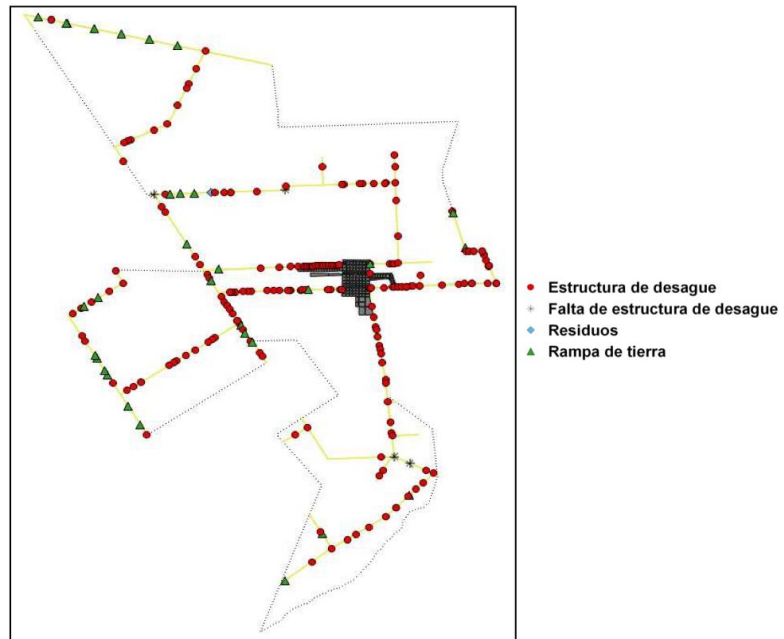 Estructura de desague
Falta de estructura de desague
Residuos
Rampa de tierra